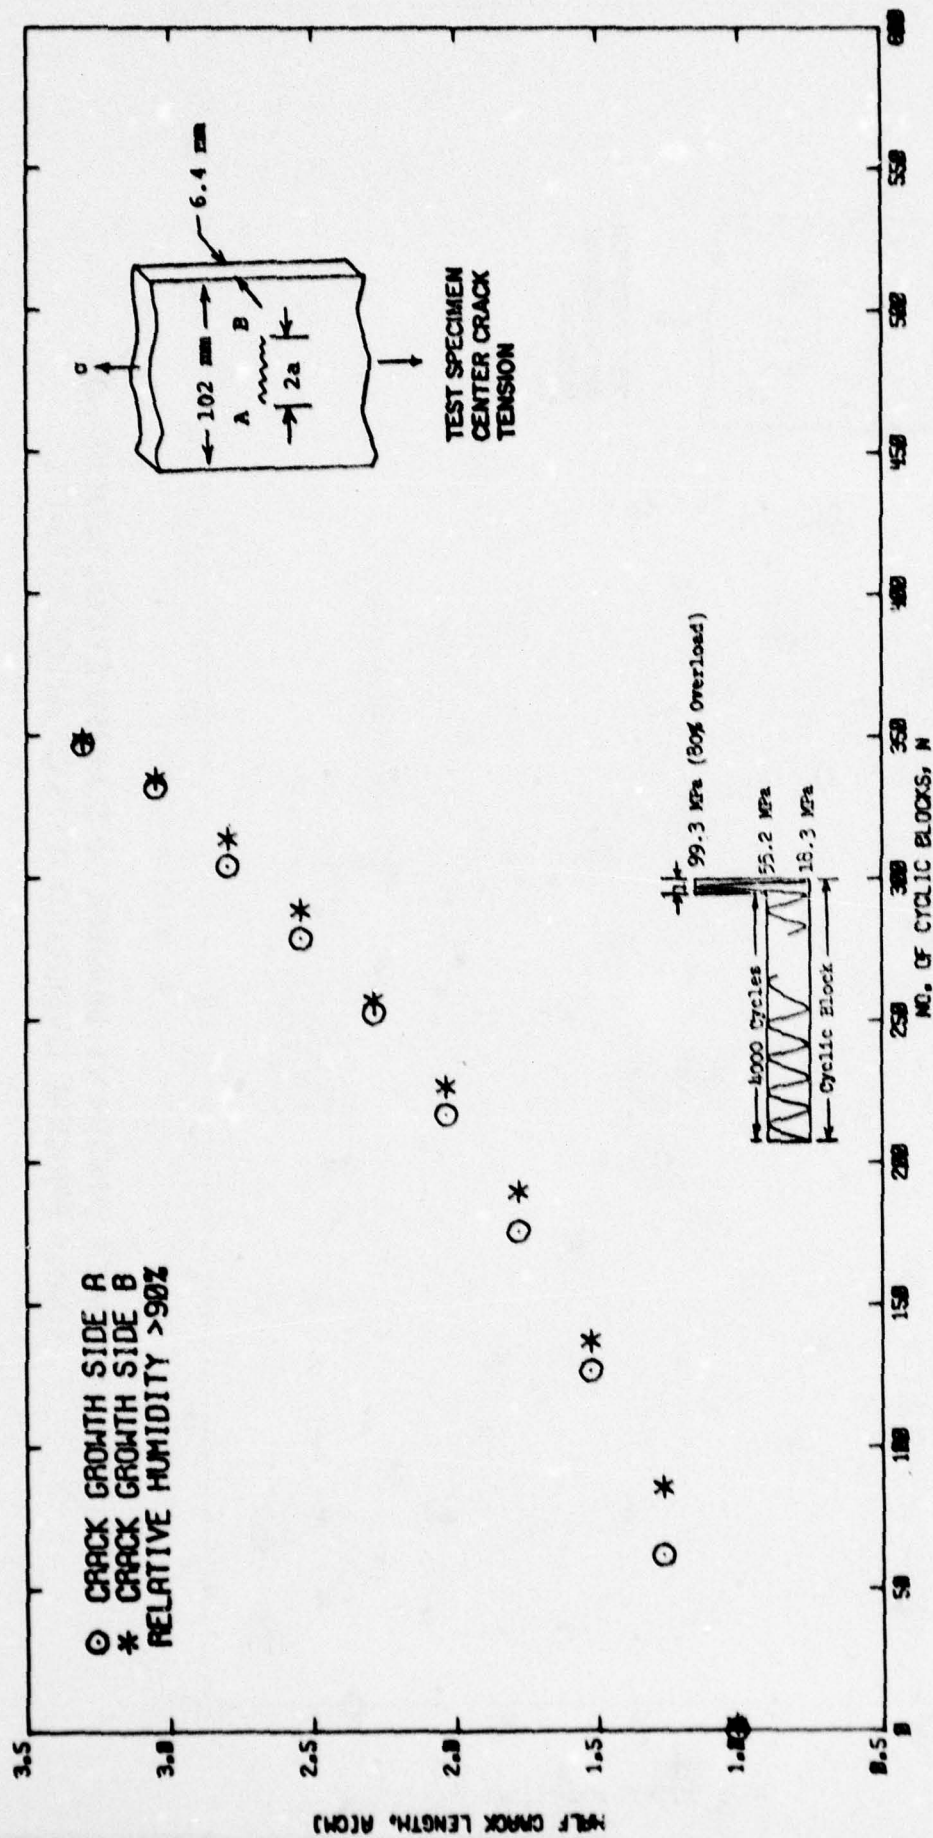 ○ CRACK GROWTH SIDE A
* CRACK GROWTH SIDE B
RELATIVE HUMIDITY >90%
σ
102 mm
6.4 mm
A
B
2a
TEST SPECIMEN
CENTER CRACK
TENSION
4000 Cycles
n
99.3 MPa (80% Overload)
55.2 MPa
18.3 MPa
Cyclic Block
HALF CRACK LENGTH, A(CM)
3.5
3.0
2.5
2.0
1.5
1.0
0.5
0
50
100
150
200
250
300
350
400
450
500
550
600
NO. OF CYCLIC BLOCKS, N